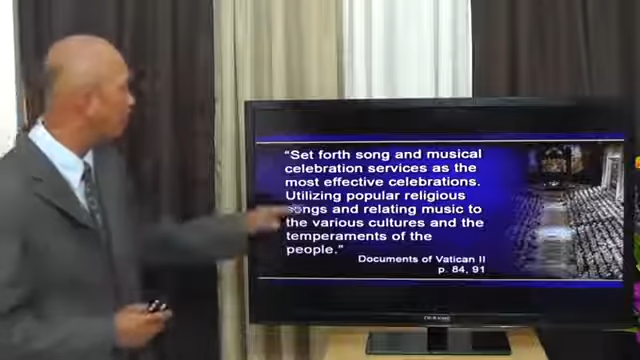 “Set forth song and musical
celebration services as the
most effective celebrations.
Utilizing popular religious
songs and relating music to
the various cultures and the
temperaments of the
people.”
Documents of Vatican II
p. 84, 91